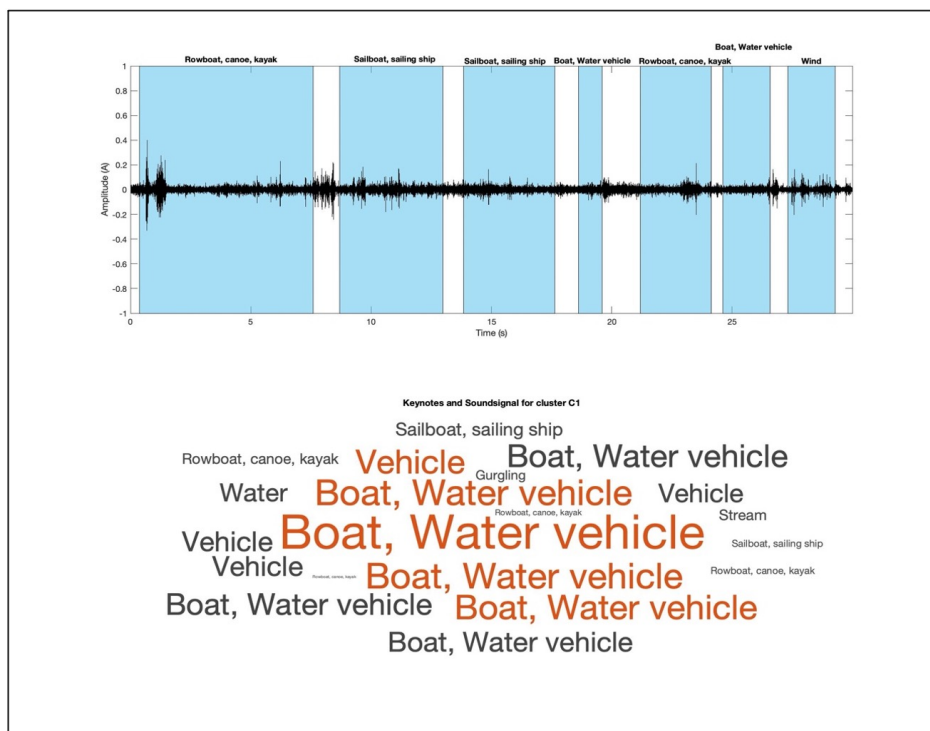 Boat, Water vehicle
Rowboat, canoe, kayak
Sailboat, sailing ship
Sailboat, sailing ship
Boat, Water vehicle
Rowboat, canoe, kayak
Wind
1
0.8
0.6
0.4
0.2
0
-0.2
-0.4
-0.6
-0.8
-1
Amplitude (A)
0 5 10 15 20 25
Time (s)
Keynotes and Soundsignal for cluster C1
Sailboat, sailing ship
Rowboat, canoe, kayak
Vehicle
Boat, Water vehicle
Gurgling
Water
Boat, Water vehicle
Vehicle
Rowboat, canoe, kayak
Stream
Vehicle
Boat, Water vehicle
Sailboat, sailing ship
Vehicle
Rowboat, canoe, kayak
Boat, Water vehicle
Rowboat, canoe, kayak
Boat, Water vehicle
Boat, Water vehicle
Boat, Water vehicle